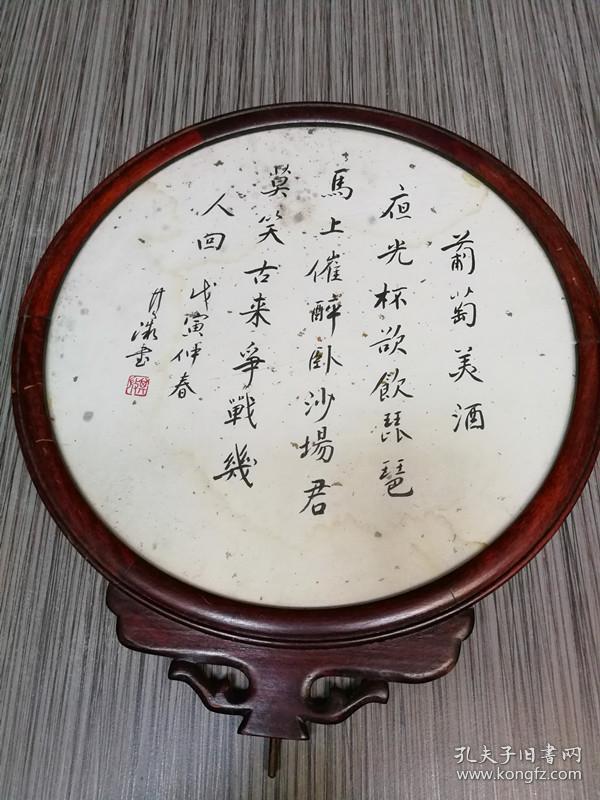 葡萄美酒
夜光杯欲飲琵琶
馬上催醉卧沙場君
莫笑古来爭戰幾
人回 戊寅仲春
书
孔夫子旧書网
www.kongfz.com